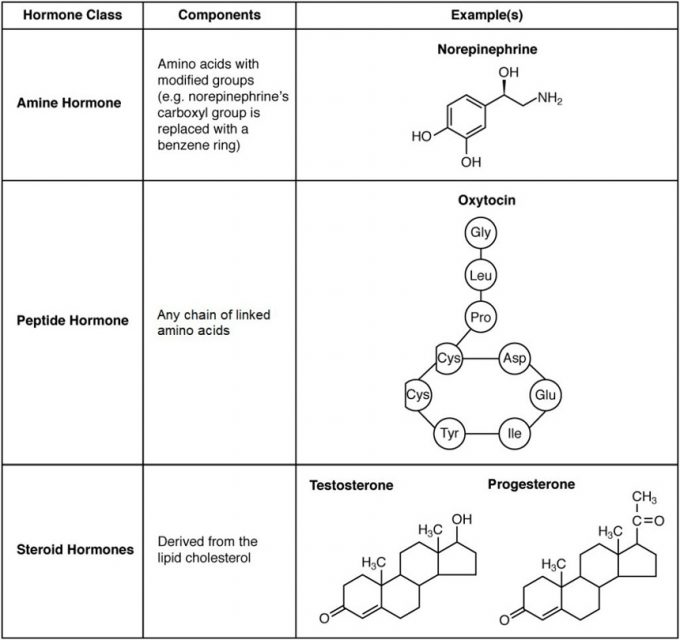 Hormone Class Components Example(s)
Amine Hormone
Amino acids with
modified groups
(e.g. norepinephrine's
carboxyl group is
replaced with a
benzene ring)
Norepinephrine
OH
NH₂
HO
OH
Peptide Hormone
Any chain of linked
amino acids
Oxytocin
Gly
Leu
Pro
Cys Asp
Cys Glu
Tyr Ile
Steroid Hormones
Derived from the
lipid cholesterol
Testosterone
OH
H₃C
H₃C
O
Progesterone
CH₃
C=O
H₃C
H₃C
O